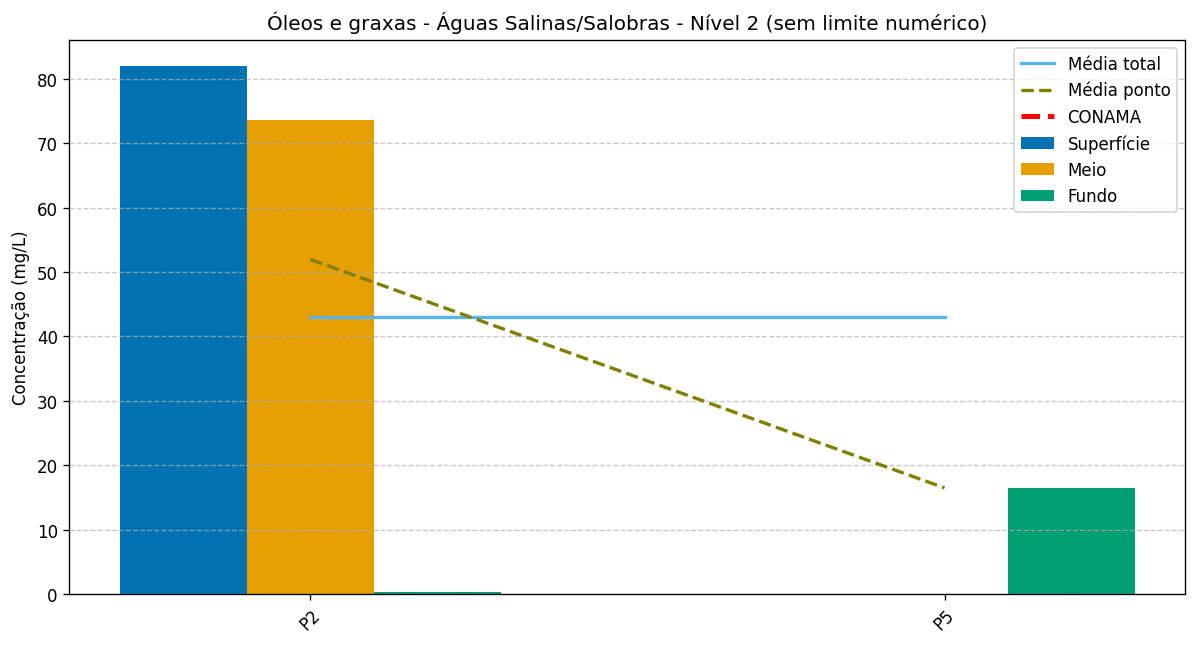 Óleos e graxas - Águas Salinas/Salobras - Nível 2 (sem limite numérico)
Concentração (mg/L)
80
70
60
50
40
30
20
10
0
P2
P5
Média total
Média ponto
CONAMA
Superfície
Meio
Fundo